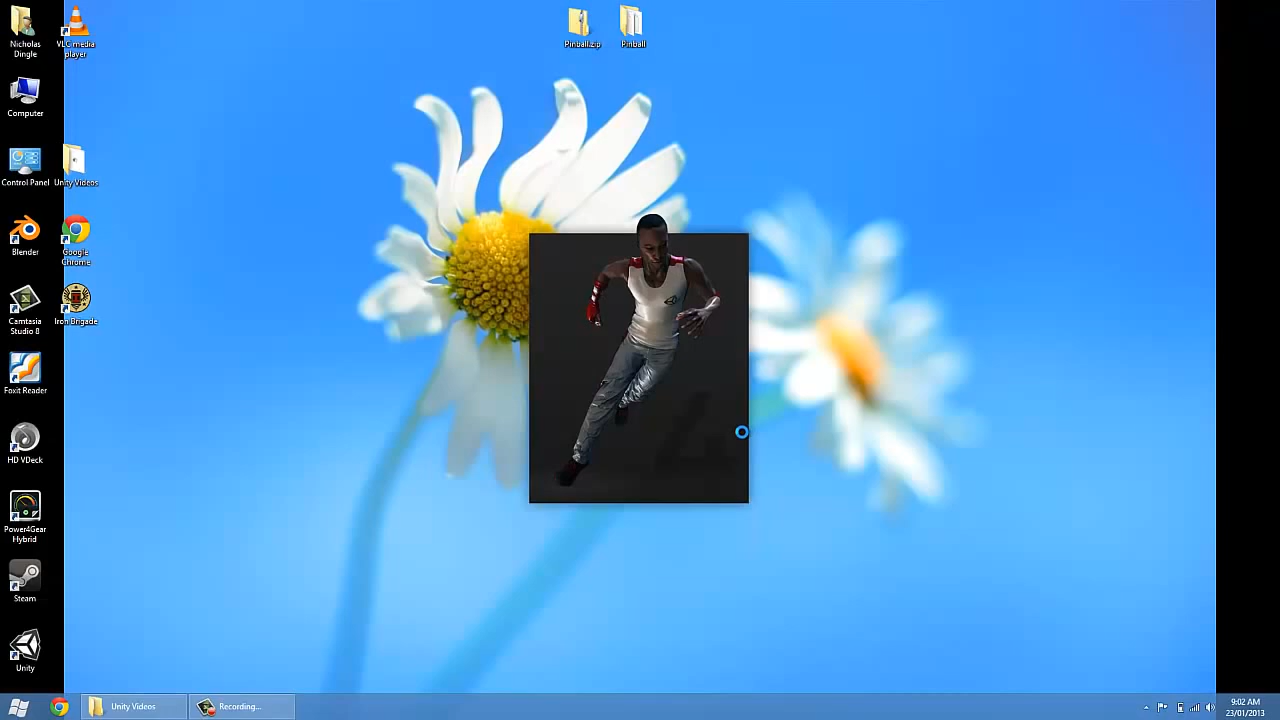 Nicholas
Dingle
VLC media
player
Pinball.zip
Pinball
Computer
Control Panel
Unity Videos
Blender
Google
Chrome
Camtasia
Studio 8
Iron Brigade
Foxit Reader
HD VDeck
Power4Gear
Hybrid
Steam
Unity
Unity Videos
Recording...
9:02 AM
23/01/2013